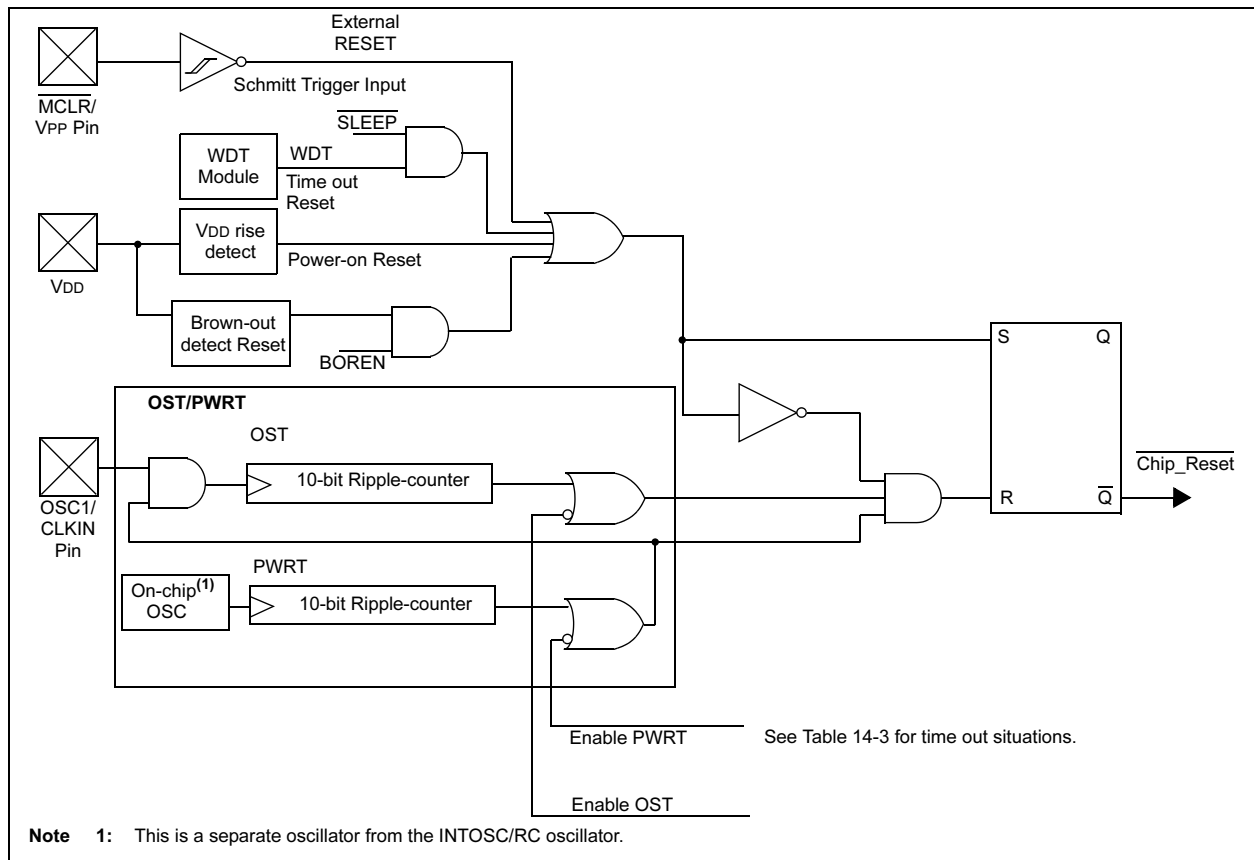 External
RESET
Schmitt Trigger Input
MCLR/
VPP Pin
SLEEP
WDT
Module
WDT
Time out
Reset
VDD rise
detect
Power-on Reset
VDD
Brown-out
detect Reset
BOREN
S
Q
OST/PWRT
OST
10-bit Ripple-counter
OSC1/
CLKIN
Pin
Chip_Reset
R
Q
PWRT
On-chip(1)
OSC
10-bit Ripple-counter
Enable PWRT
See Table 14-3 for time out situations.
Enable OST
Note 1: This is a separate oscillator from the INTOSC/RC oscillator.